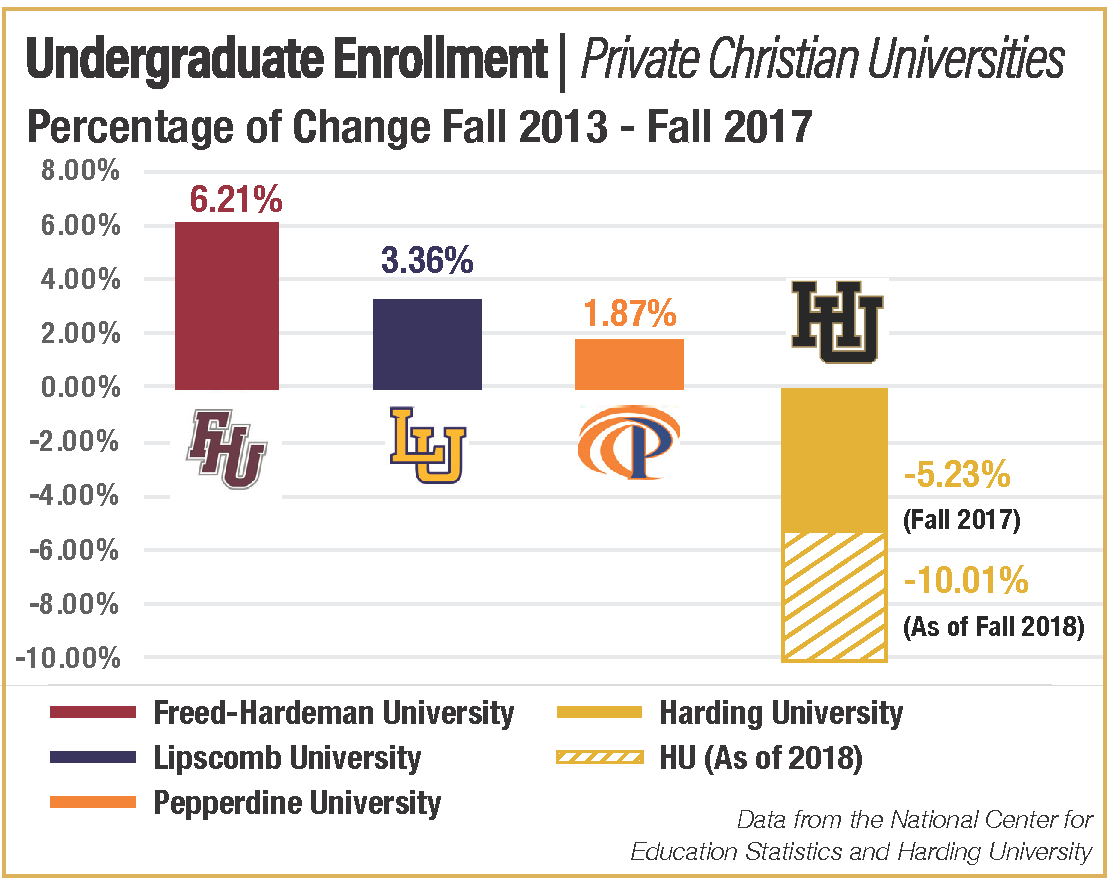 Undergraduate Enrollment | Private Christian Universities
Percentage of Change Fall 2013 - Fall 2017
8.00%
6.00%
4.00%
2.00%
0.00%
-2.00%
-4.00%
-6.00%
-8.00%
-10.00%
6.21%
3.36%
1.87%
FHU
LU
P
HU
-5.23%
(Fall 2017)
-10.01%
(As of Fall 2018)
Freed-Hardeman University
Lipscomb University
Pepperdine University
Harding University
HU (As of 2018)
Data from the National Center for
Education Statistics and Harding University